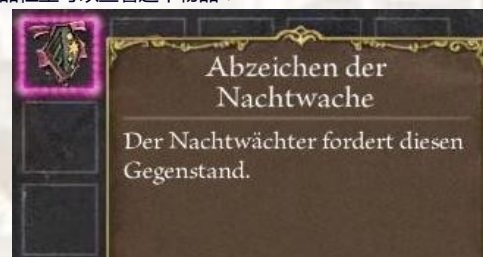 Abzeichen der
Nachtwache
Der Nachtwächter fordert diesen
Gegenstand.